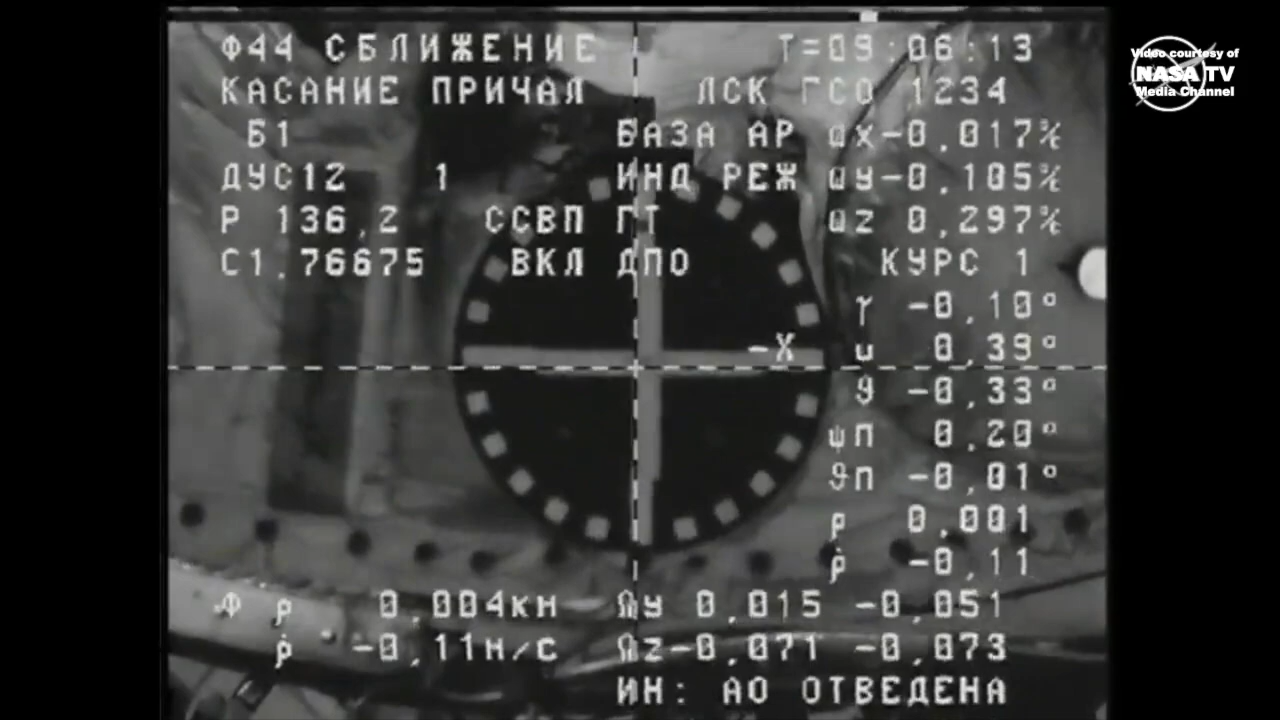 Ф44 СБЛИЖЕНИЕ Т=09:06:13
КАСАНИЕ ПРИЧАЛ ЛСК ГСО 1234
Б1 БАЗА АР ωx-0,017%
ДУС12 1 ИНД РЕЖ ωy-0,105%
Р 136,2 ССВП ГТ ωz 0,297%
С1,76675 ВКЛ ДПО КУРС 1
γ -0,10°
-X и 0,39°
ϑ -0,33°
ψП 0,20°
ϑП -0,01°
ρ 0,001
ρ̇ -0,11
Ф ρ 0,004км Ωy 0,015 -0,051
ρ̇ -0,11м/с Ωz-0,071 -0,073
ИН: АО ОТВЕДЕНА
Video courtesy of
NASA TV
Media Channel